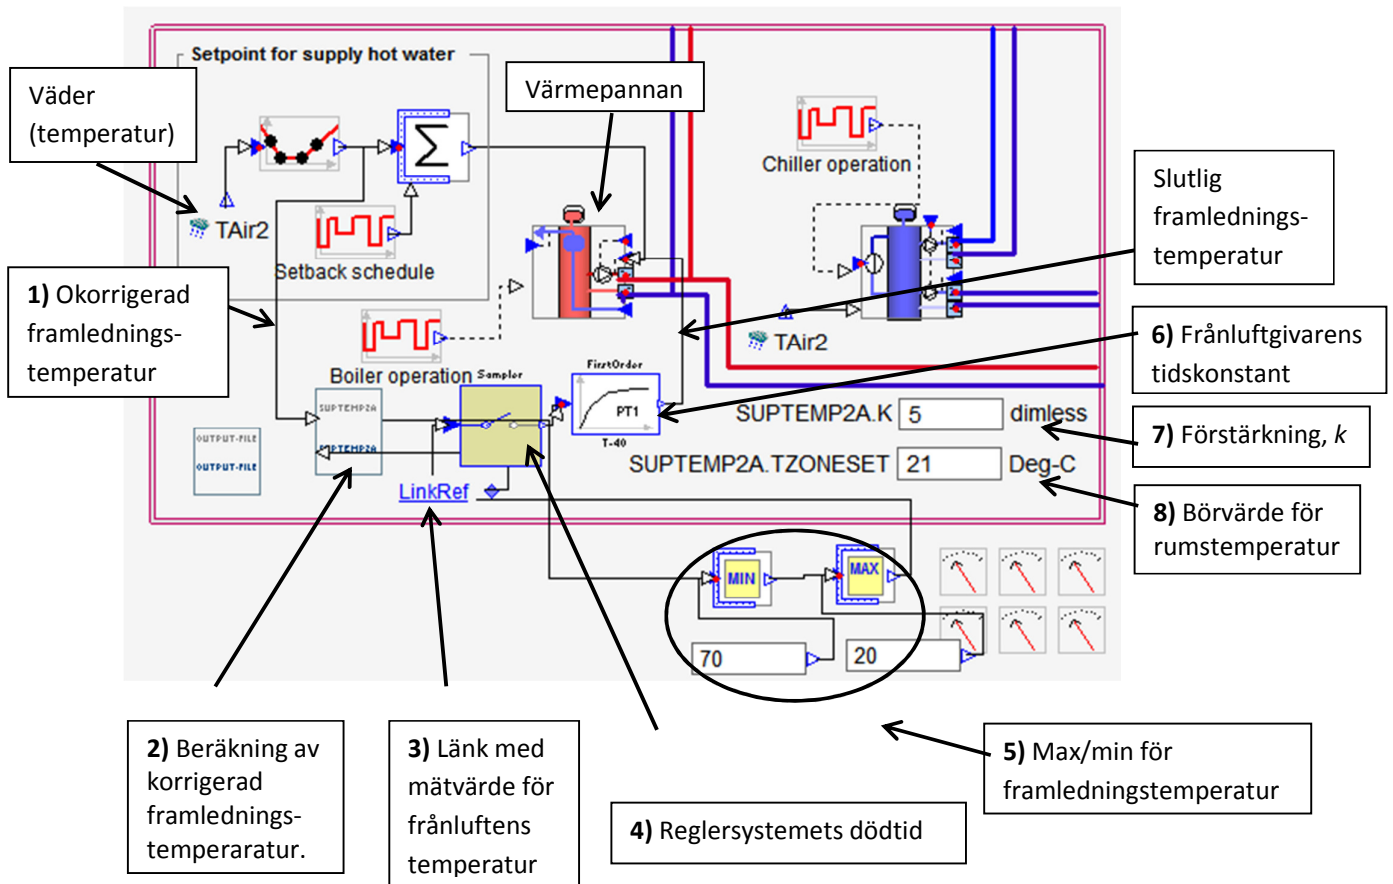 Setpoint for supply hot water
Väder
(temperatur)
Värmepannan
TAir2
Setback schedule
Chiller operation
Slutlig
framlednings-
temperatur
1) Okorrigerad
framlednings-
temperatur
TAir2
Boiler operation
Sampler
FirstOrder
PT1
T-40
6) Frånluftgivarens
tidskonstant
SUPTEMP2A
SUPTEMP2A
OUTPUT-FILE
OUTPUT-FILE
SUPTEMP2A.K 5 dimless
7) Förstärkning, k
SUPTEMP2A.TZONESET 21 Deg-C
LinkRef
8) Börvärde för
rumstemperatur
MIN
MAX
70
20
2) Beräkning av
korrigerad
framlednings-
temperaratur.
3) Länk med
mätvärde för
frånluftens
temperatur
4) Reglersystemets dödtid
5) Max/min för
framledningstemperatur